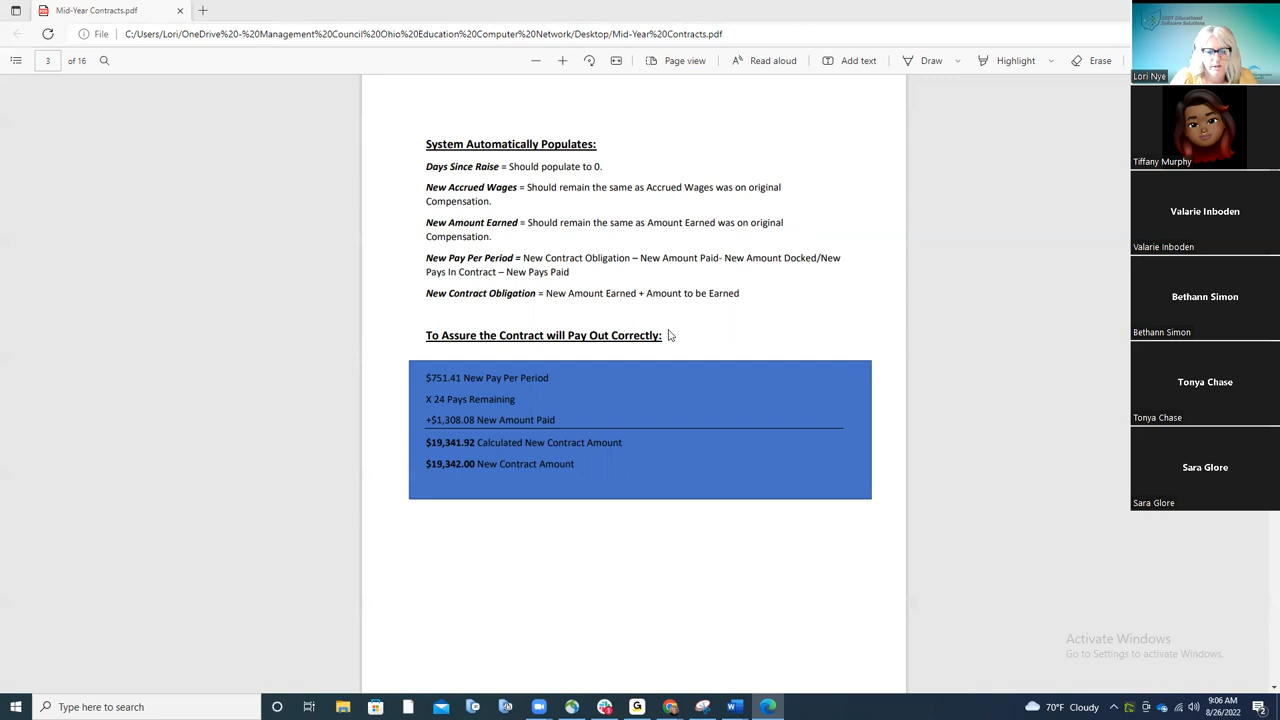 Mid-Year Contracts.pdf
File
C:/Users/Lori/OneDrive%20-%20Management%20Council%20Ohio%20Education%20Computer%20Network/Desktop/Mid-Year%20Contracts.pdf
3 of 16
Page view
Read aloud
Add text
Draw
Highlight
Erase
System Automatically Populates:
Days Since Raise = Should populate to 0.
New Accrued Wages = Should remain the same as Accrued Wages was on original
Compensation.
New Amount Earned = Should remain the same as Amount Earned was on original
Compensation.
New Pay Per Period = New Contract Obligation – New Amount Paid- New Amount Docked/New
Pays In Contract – New Pays Paid
New Contract Obligation = New Amount Earned + Amount to be Earned
To Assure the Contract will Pay Out Correctly:
$751.41 New Pay Per Period
X 24 Pays Remaining
+$1,308.08 New Amount Paid
$19,341.92 Calculated New Contract Amount
$19,342.00 New Contract Amount
Educational
Software Solutions
Lori Nye
Tiffany Murphy
Valarie Inboden
Valarie Inboden
Bethann Simon
Bethann Simon
Tonya Chase
Tonya Chase
Sara Glore
Sara Glore
Activate Windows
Go to Settings to activate Windows.
Type here to search
70°F Cloudy
9:06 AM
8/26/2022